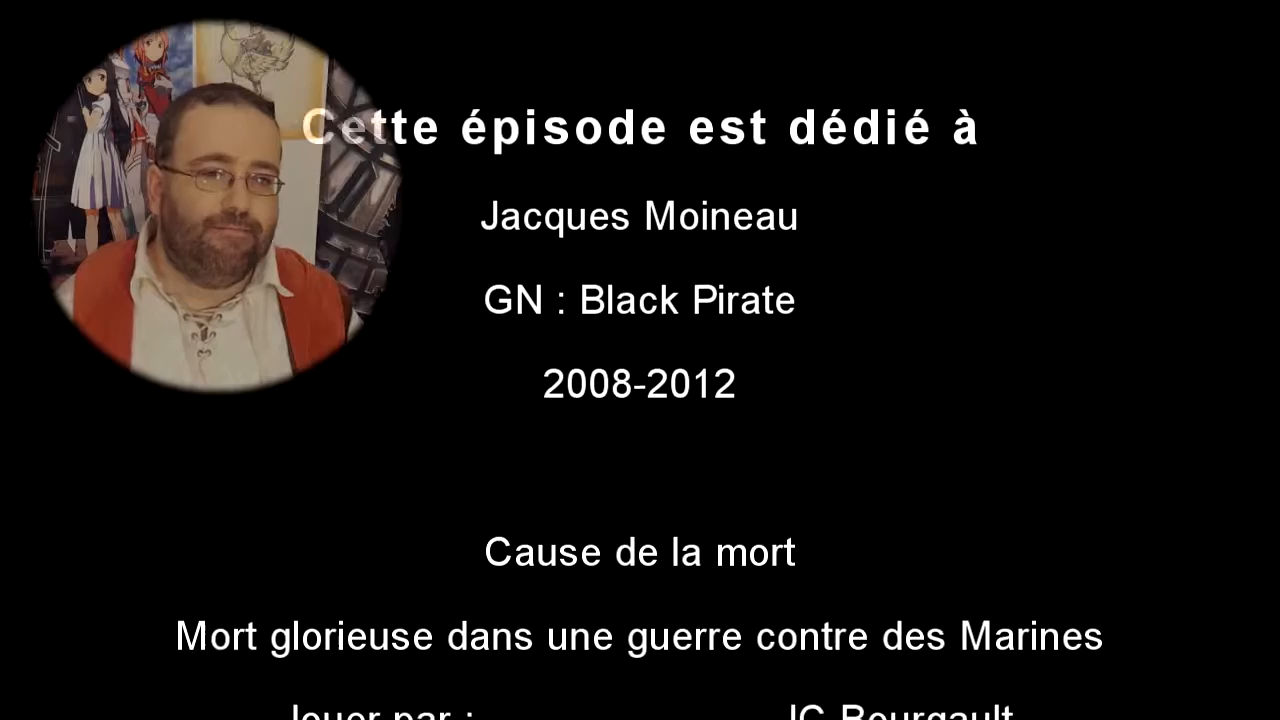 Cette épisode est dédié à
Jacques Moineau
GN : Black Pirate
2008-2012
Cause de la mort
Mort glorieuse dans une guerre contre des Marines
Jouer par : JC Bourgault